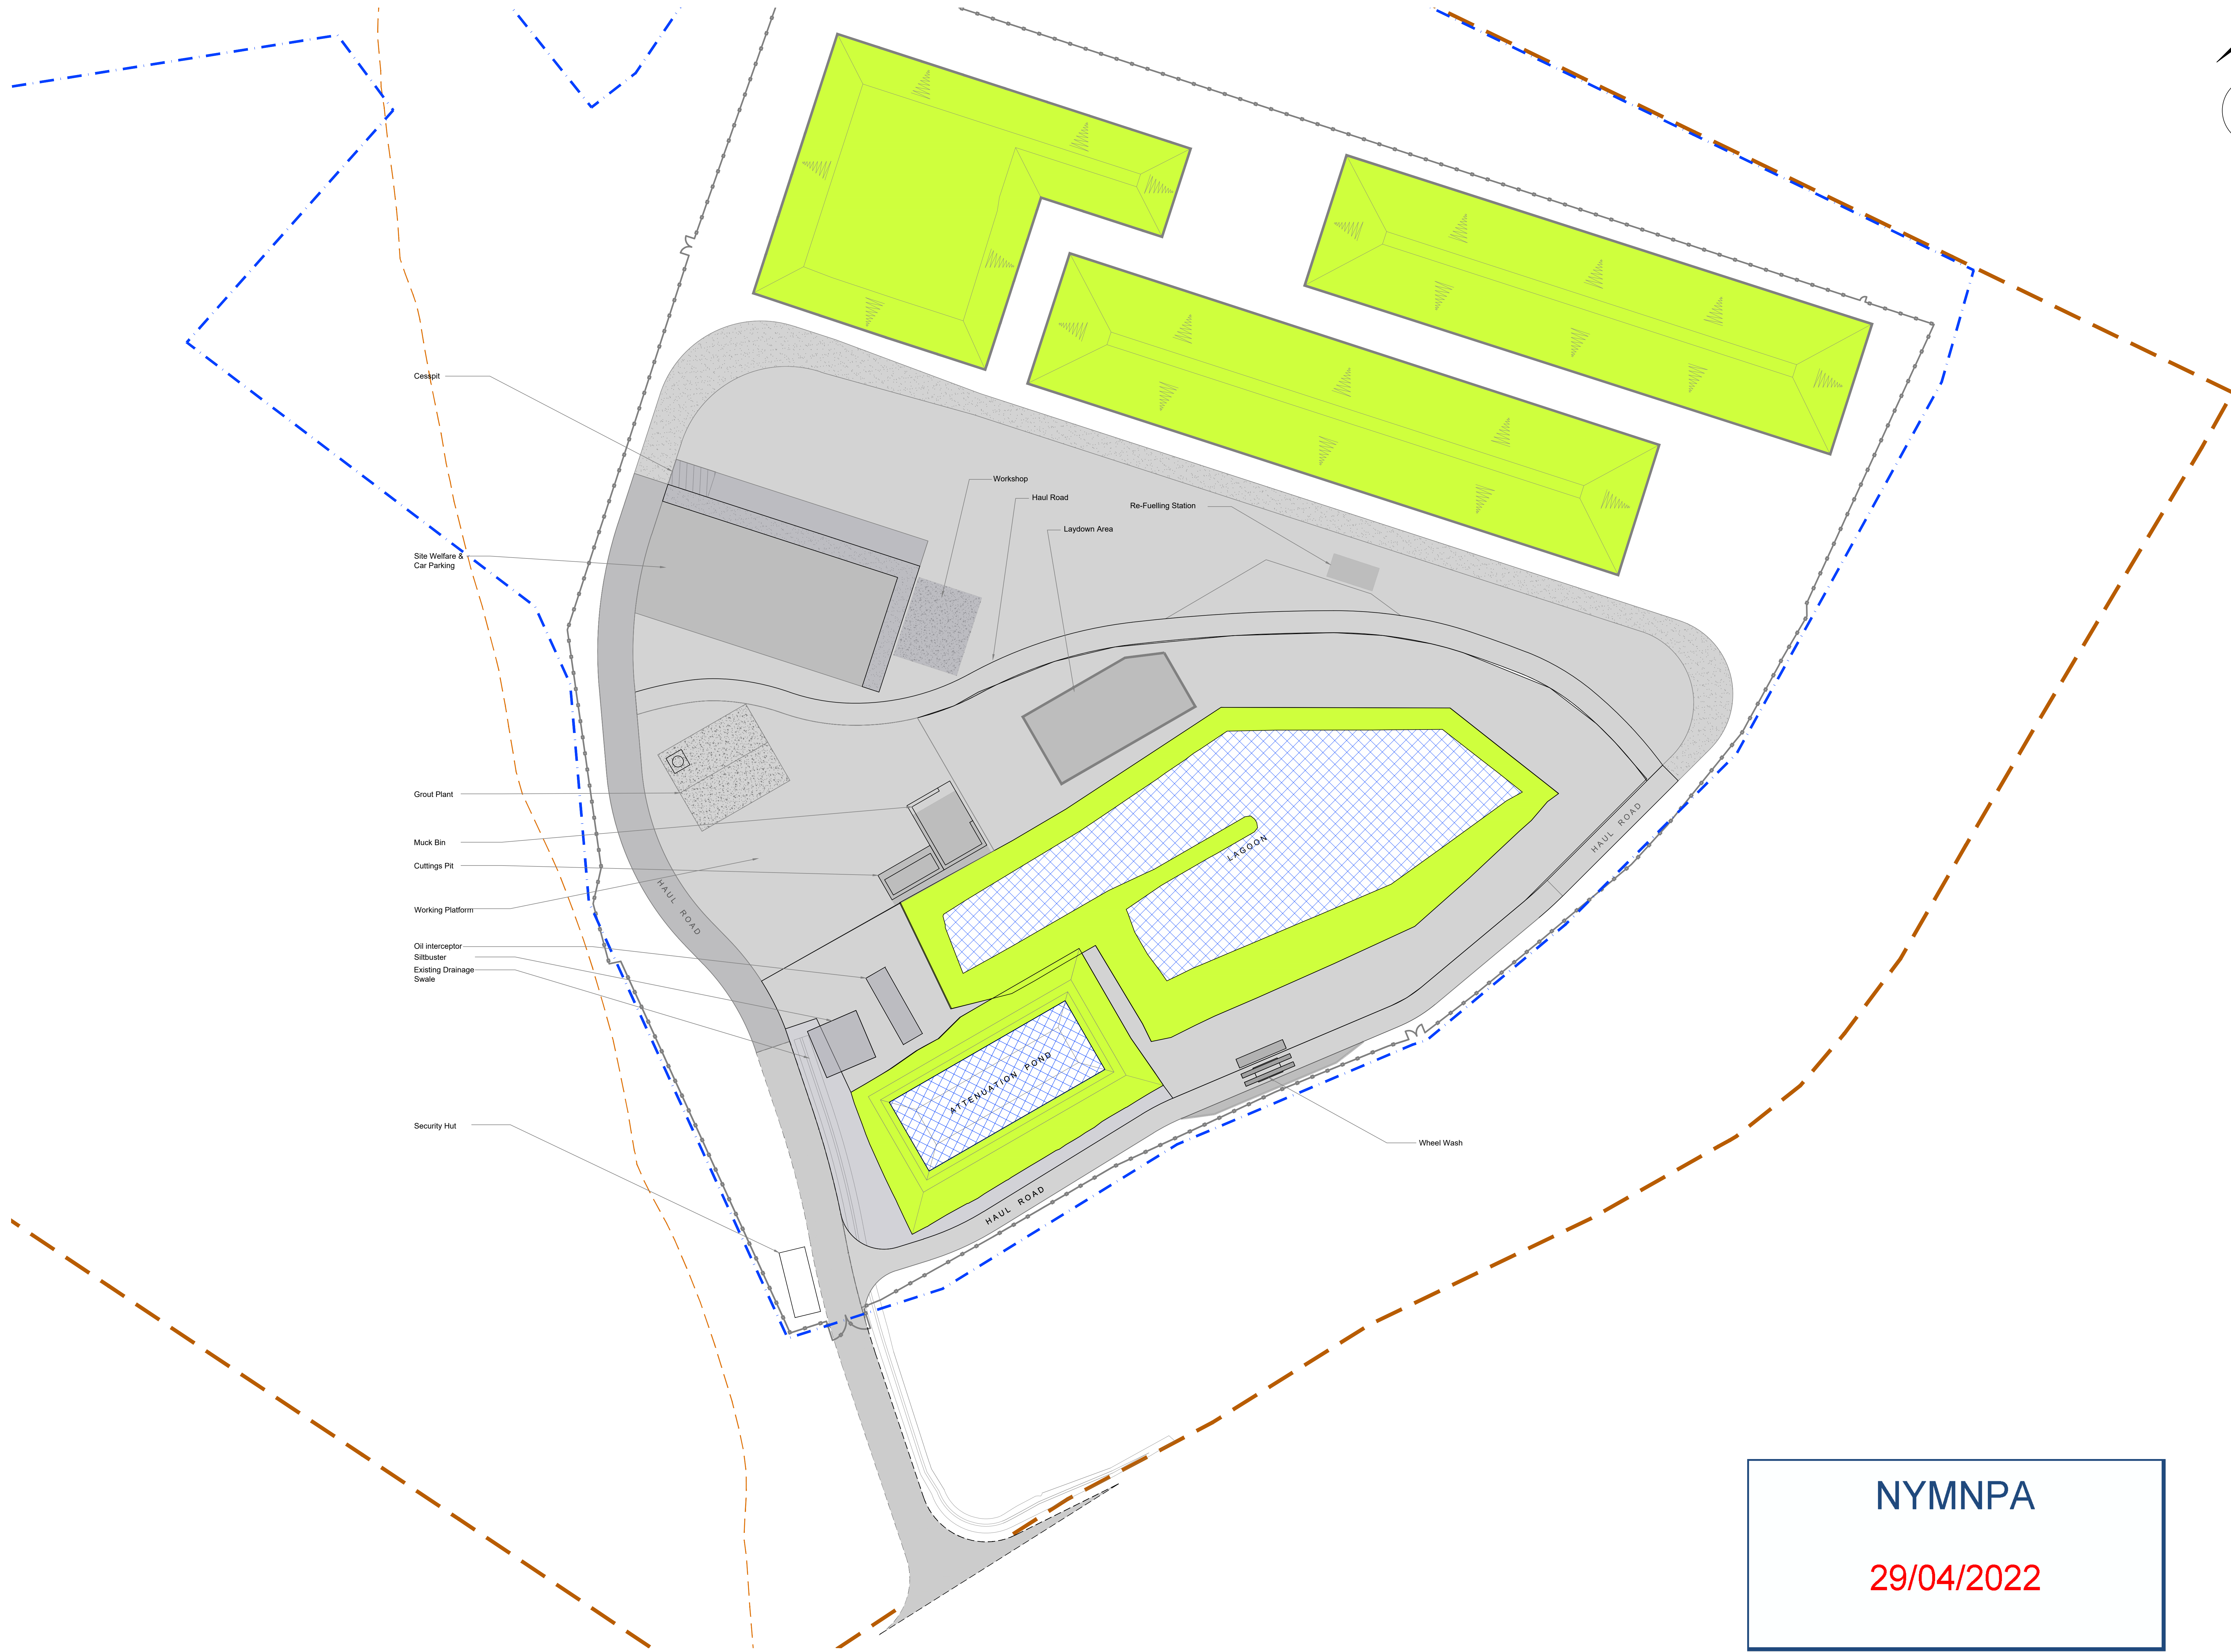 Cesspit
Workshop
Haul Road
Re-Fuelling Station
Laydown Area
Site Welfare &
Car Parking
Grout Plant
HAUL ROAD
Muck Bin
LAGOON
Cuttings Pit
HAUL ROAD
Working Platform
Oil interceptor
Siltbuster
Existing Drainage
Swale
ATTENUATION POND
Security Hut
Wheel Wash
HAUL ROAD
NYMNPA
29/04/2022